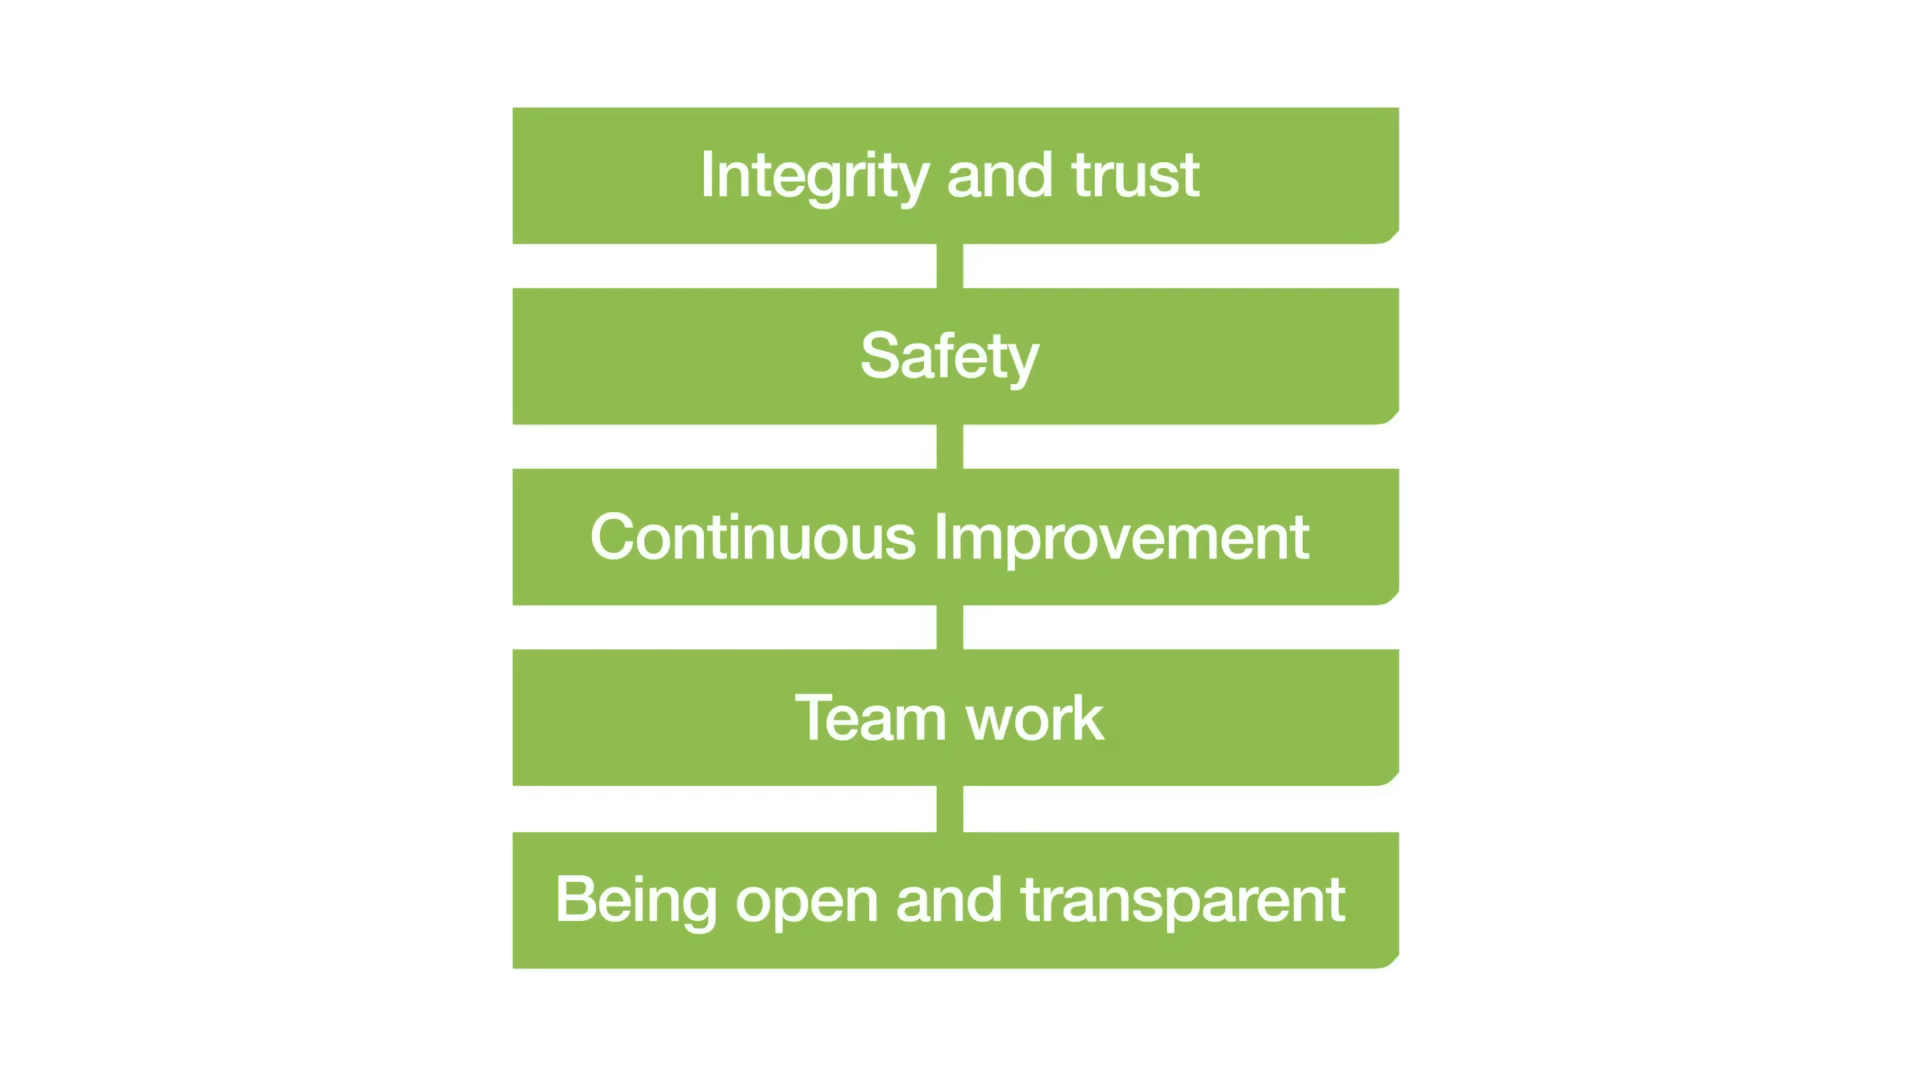 Integrity and trust
Safety
Continuous Improvement
Team work
Being open and transparent